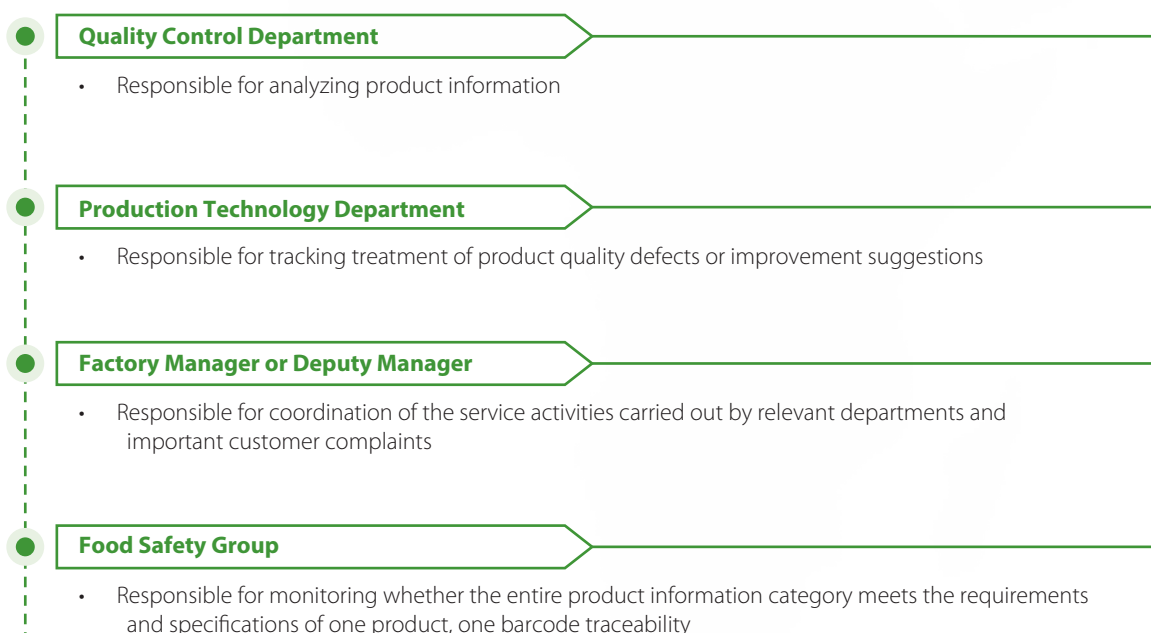 Quality Control Department
• Responsible for analyzing product information
Production Technology Department
• Responsible for tracking treatment of product quality defects or improvement suggestions
Factory Manager or Deputy Manager
• Responsible for coordination of the service activities carried out by relevant departments and
important customer complaints
Food Safety Group
• Responsible for monitoring whether the entire product information category meets the requirements
and specifications of one product, one barcode traceability